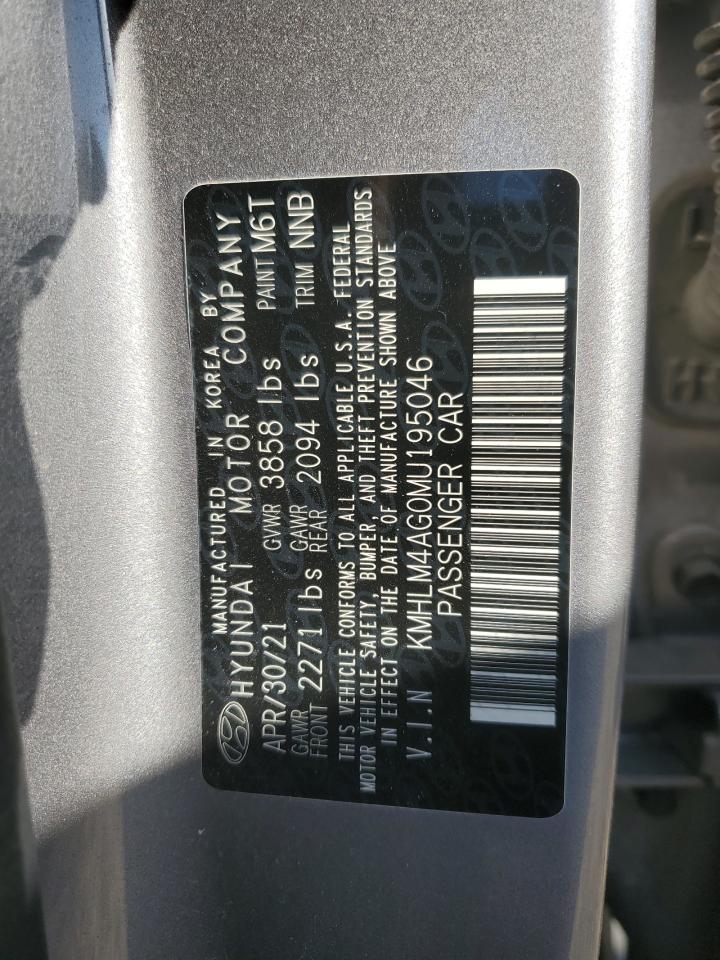 MANUFACTURED IN KOREA BY
HYUNDAI MOTOR COMPANY
APR/30/21 GVWR 3858 lbs PAINT M6T
GAWR FRONT 2271 lbs GAWR REAR 2094 lbs TRIM NNB
THIS VEHICLE CONFORMS TO ALL APPLICABLE U.S.A. FEDERAL
MOTOR VEHICLE SAFETY, BUMPER, AND THEFT PREVENTION STANDARDS
IN EFFECT ON THE DATE OF MANUFACTURE SHOWN ABOVE
V.I.N KMHLM4AG0MU195046
PASSENGER CAR